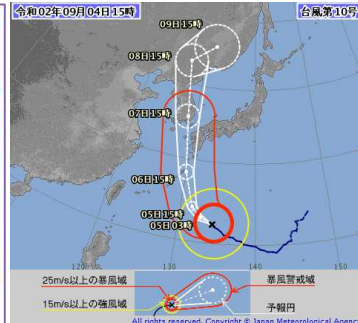 令和02年09月04日15時
台風第10号
09日15時
08日15時
07日15時
06日15時
05日15時
05日03時
120°
130°
140°
150°
25m/s以上の暴風域
暴風警戒域
15m/s以上の強風域
予報円
All rights reserved. Copyright © Japan Meteorological Agency